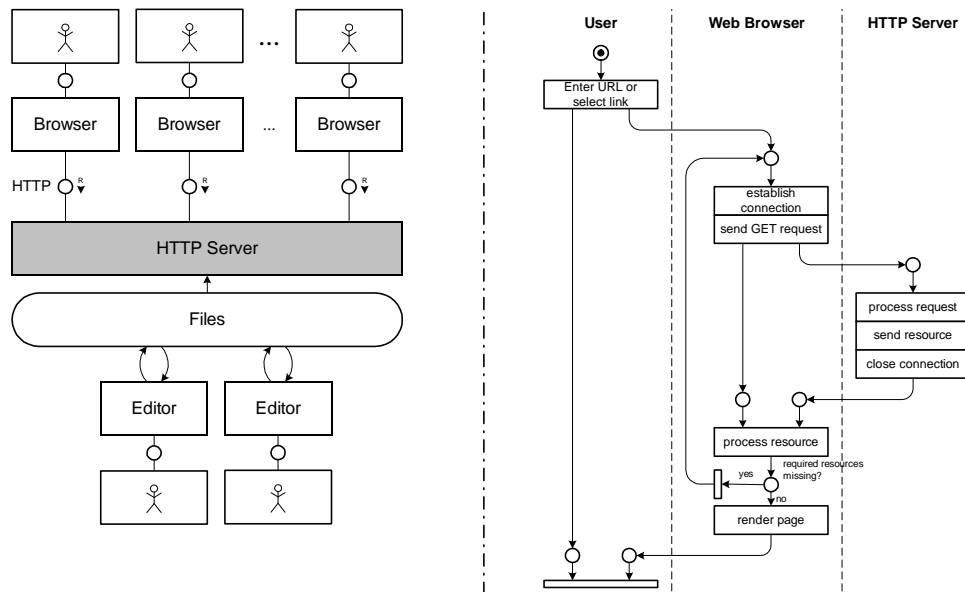 ...
Browser
Browser
...
Browser
HTTP
R
R
R
HTTP Server
Files
Editor
Editor
User
Web Browser
HTTP Server
Enter URL or
select link
establish
connection
send GET request
process request
send resource
close connection
process resource
required resources
missing?
yes
no
render page